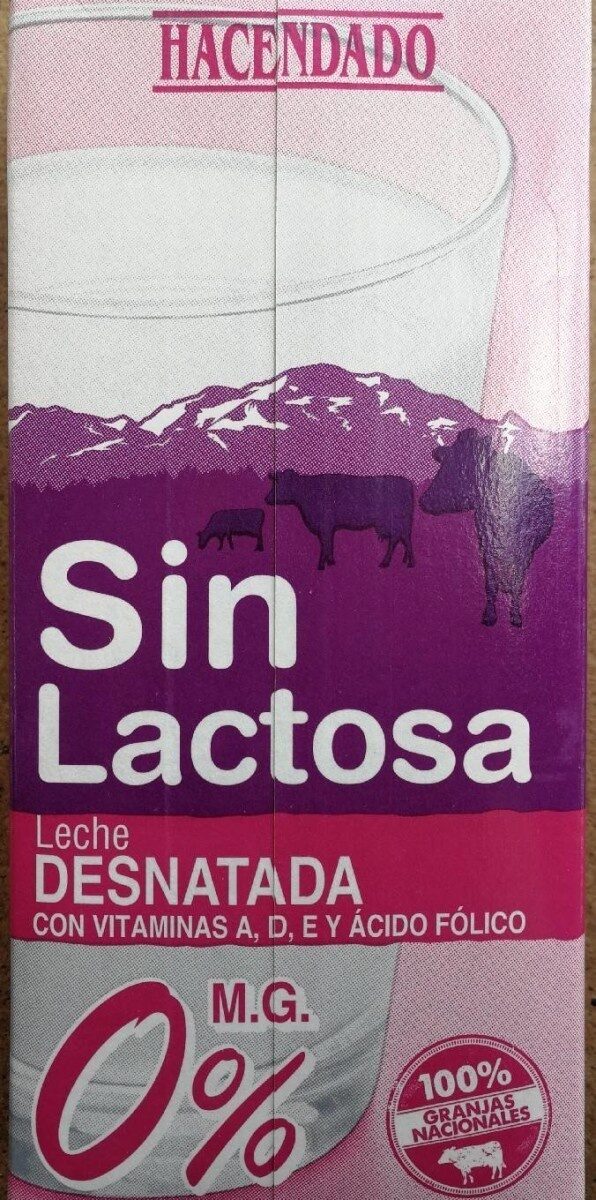 HACENDADO
Sin
Lactosa
Leche
DESNATADA
CON VITAMINAS A, D, E Y ÁCIDO FÓLICO
M.G.
0%
100%
GRANJAS
NACIONALES